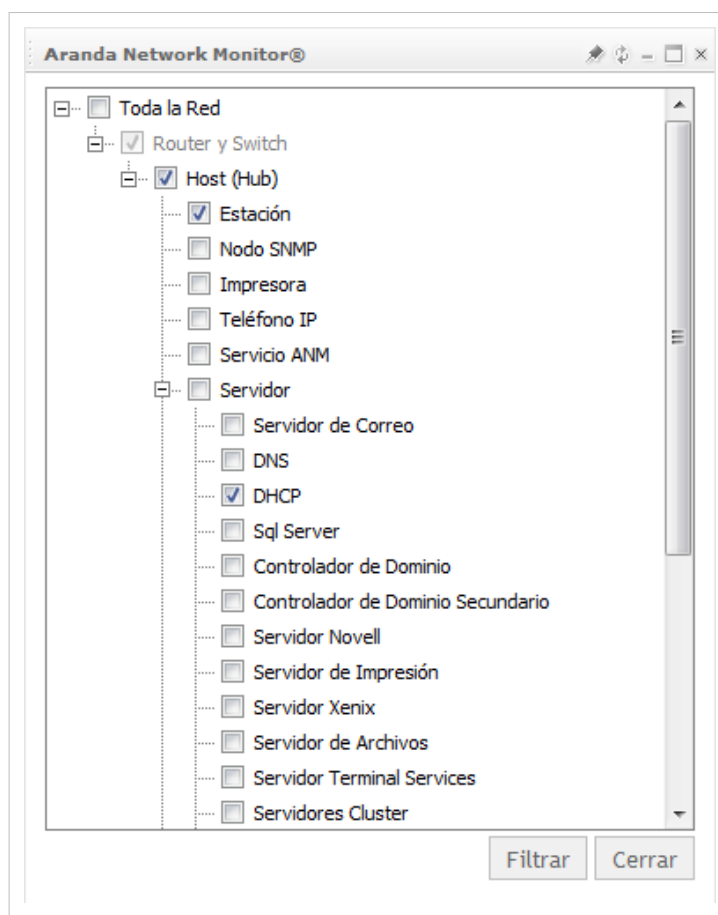 Aranda Network Monitor®
Toda la Red
Router y Switch
Host (Hub)
Estación
Nodo SNMP
Impresora
Teléfono IP
Servicio ANM
Servidor
Servidor de Correo
DNS
DHCP
Sql Server
Controlador de Dominio
Controlador de Dominio Secundario
Servidor Novell
Servidor de Impresión
Servidor Xenix
Servidor de Archivos
Servidor Terminal Services
Servidores Cluster
Filtrar Cerrar